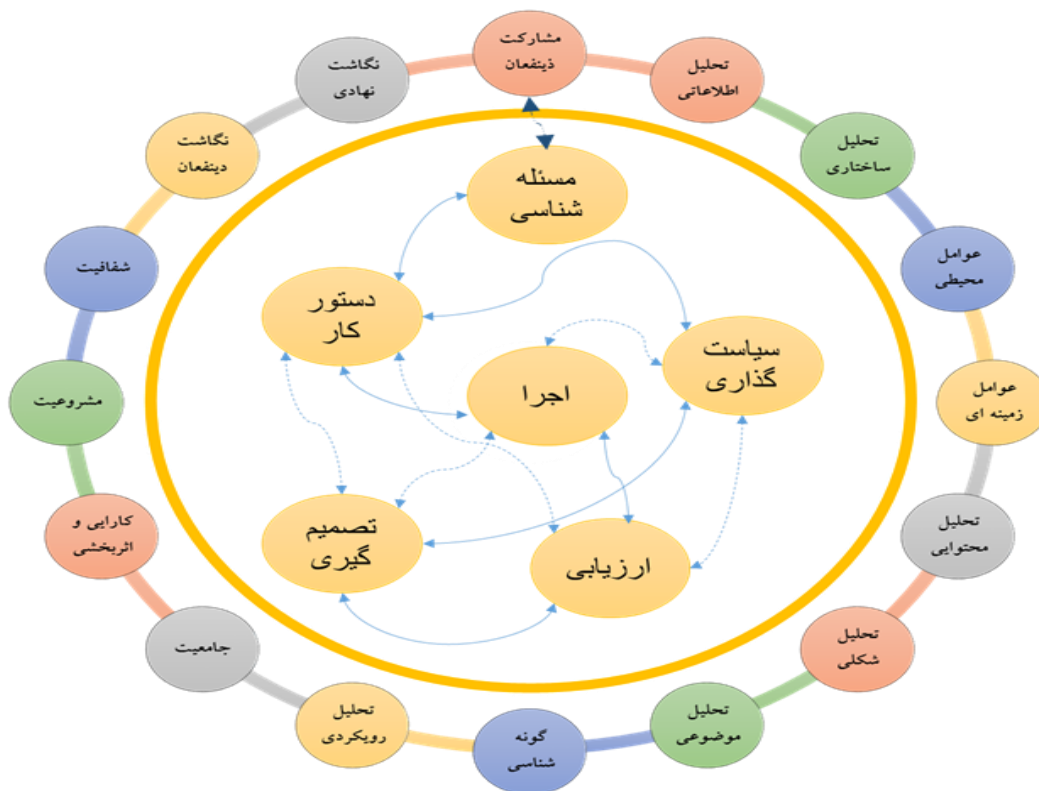 مشارکت
ذینفعان
تحلیل
اطلاعاتی
تحلیل
ساختاری
عوامل
محیطی
عوامل
زمینه ای
تحلیل
محتوایی
تحلیل
شکلی
تحلیل
موضوعی
گونه
شناسی
تحلیل
رویکردی
جامعیت
کارایی و
اثربخشی
مشروعیت
شفافیت
نگاشت
دینفعان
نگاشت
نهادی
مسئله
شناسی
دستور
کار
سیاست
گذاری
اجرا
تصمیم
گیری
ارزیابی